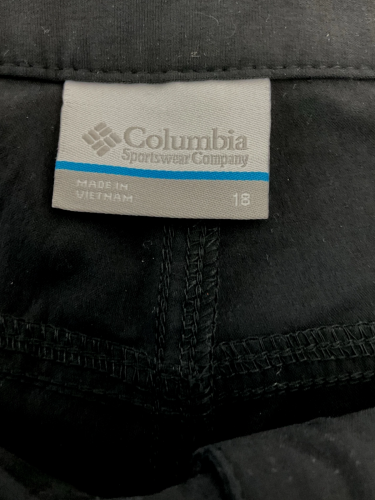 Columbia
Sportswear Company
MADE IN
VIETNAM
18